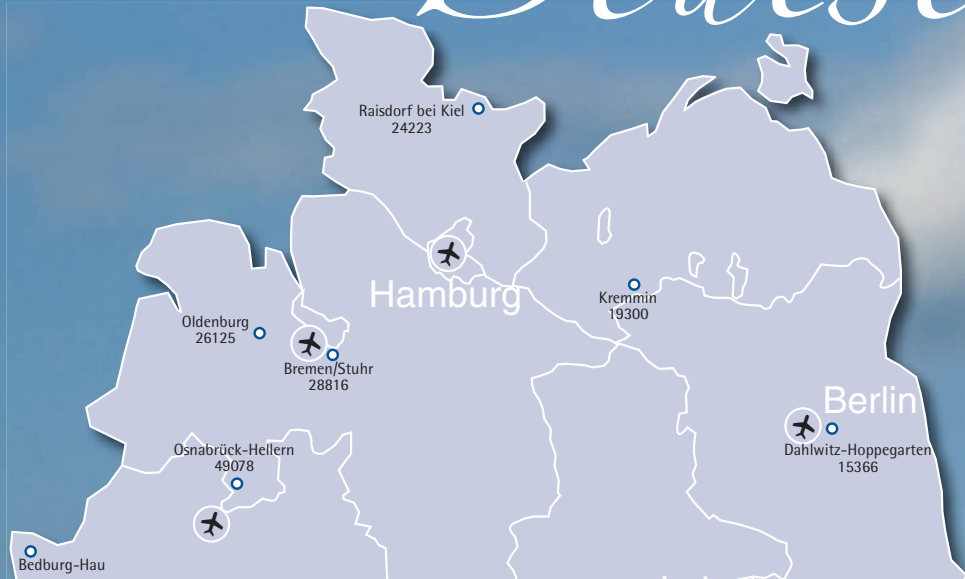 Raisdorf bei Kiel
24223
Hamburg
Kremmin
19300
Oldenburg
26125
Bremen/Stuhr
28816
Berlin
Dahlwitz-Hoppegarten
15366
Osnabrück-Hellern
49078
Bedburg-Hau